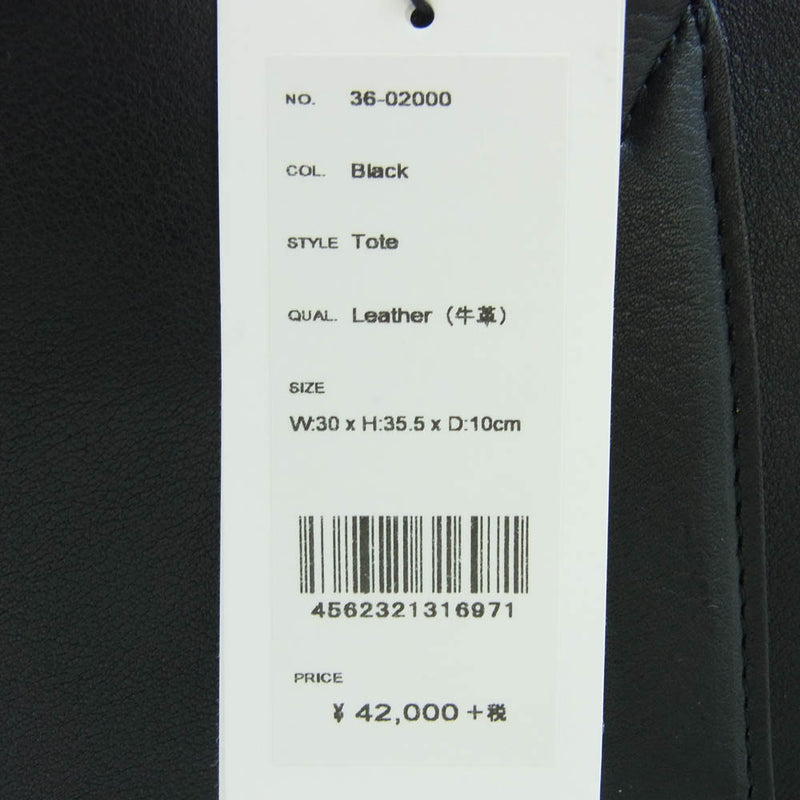 NO. 36-02000
COL. Black
STYLE Tote
QUAL. Leather (牛革)
SIZE
W:30 x H:35.5 x D:10cm
4562321316971
PRICE
¥ 42,000 +税